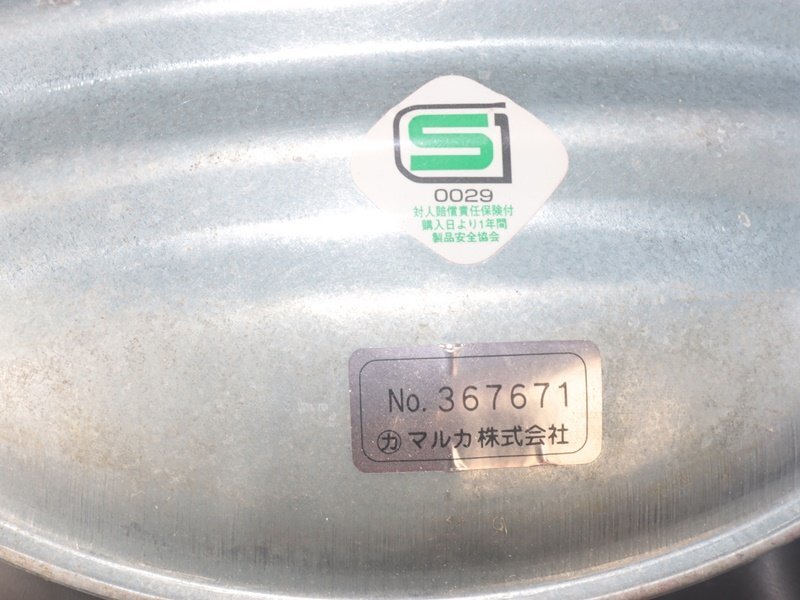 SG
0029
対人賠償責任保険付
購入日より1年間
製品安全協会
No. 367671
㋕ マルカ株式会社